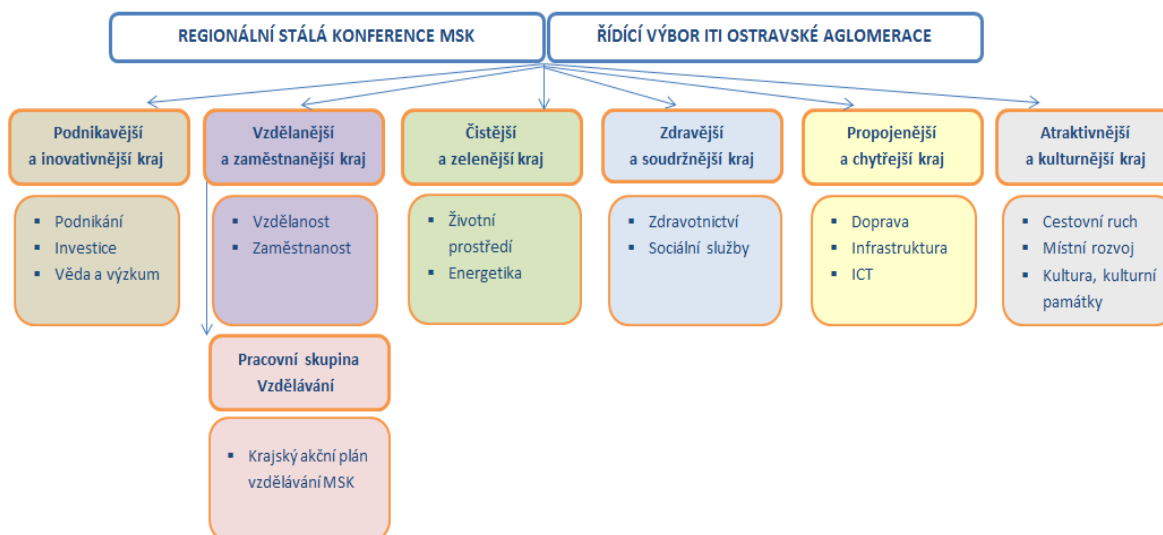 REGIONÁLNÍ STÁLÁ KONFERENCE MSK
ŘÍDÍCÍ VÝBOR ITI OSTRAVSKÉ AGLOMERACE
Podnikavější
a inovativnější kraj
▪ Podnikání
▪ Investice
▪ Věda a výzkum
Vzdělanější
a zaměstnanější kraj
▪ Vzdělanost
▪ Zaměstnanost
Pracovní skupina
Vzdělávání
▪ Krajský akční plán
vzdělávání MSK
Čistější
a zelenější kraj
▪ Životní
prostředí
▪ Energetika
Zdravější
a soudržnější kraj
▪ Zdravotnictví
▪ Sociální služby
Propojenější
a chytřejší kraj
▪ Doprava
▪ Infrastruktura
▪ ICT
Atraktivnější
a kulturnější kraj
▪ Cestovní ruch
▪ Místní rozvoj
▪ Kultura, kulturní
památky